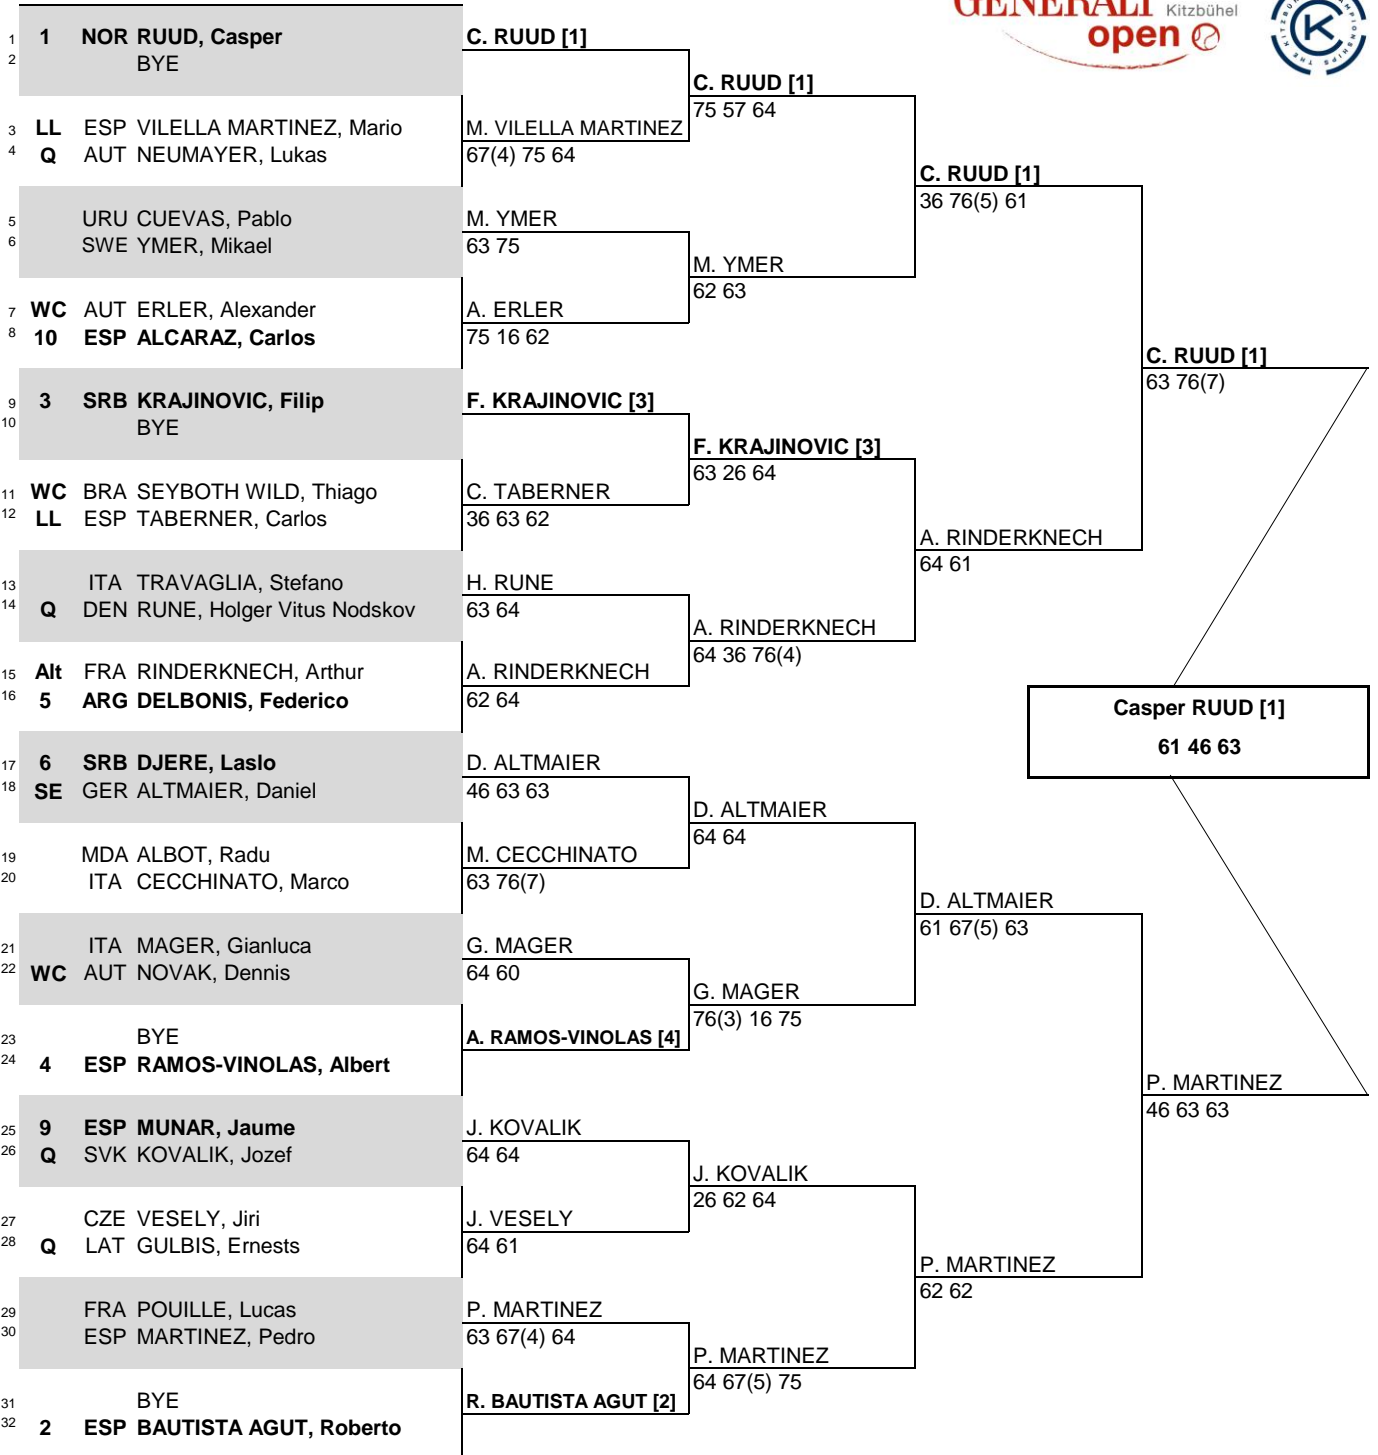 GENERALI Kitzbühel
open
1 1 NOR RUUD, Casper
2 BYE
3 LL ESP VILELLA MARTINEZ, Mario
4 Q AUT NEUMAYER, Lukas
5 URU CUEVAS, Pablo
6 SWE YMER, Mikael
7 WC AUT ERLER, Alexander
8 10 ESP ALCARAZ, Carlos
9 3 SRB KRAJINOVIC, Filip
10 BYE
11 WC BRA SEYBOTH WILD, Thiago
12 LL ESP TABERNER, Carlos
13 ITA TRAVAGLIA, Stefano
14 Q DEN RUNE, Holger Vitus Nodskov
15 Alt FRA RINDERKNECH, Arthur
16 5 ARG DELBONIS, Federico
17 6 SRB DJERE, Laslo
18 SE GER ALTMAIER, Daniel
19 MDA ALBOT, Radu
20 ITA CECCHINATO, Marco
21 ITA MAGER, Gianluca
22 WC AUT NOVAK, Dennis
23 BYE
24 4 ESP RAMOS-VINOLAS, Albert
25 9 ESP MUNAR, Jaume
26 Q SVK KOVALIK, Jozef
27 CZE VESELY, Jiri
28 Q LAT GULBIS, Ernests
29 FRA POUILLE, Lucas
30 ESP MARTINEZ, Pedro
31 BYE
32 2 ESP BAUTISTA AGUT, Roberto
C. RUUD [1]
M. VILELLA MARTINEZ
67(4) 75 64
M. YMER
63 75
A. ERLER
75 16 62
F. KRAJINOVIC [3]
C. TABERNER
36 63 62
H. RUNE
63 64
A. RINDERKNECH
62 64
D. ALTMAIER
46 63 63
M. CECCHINATO
63 76(7)
G. MAGER
64 60
A. RAMOS-VINOLAS [4]
J. KOVALIK
64 64
J. VESELY
64 61
P. MARTINEZ
63 67(4) 64
R. BAUTISTA AGUT [2]
C. RUUD [1]
75 57 64
M. YMER
62 63
F. KRAJINOVIC [3]
63 26 64
A. RINDERKNECH
64 36 76(4)
D. ALTMAIER
64 64
G. MAGER
76(3) 16 75
J. KOVALIK
26 62 64
P. MARTINEZ
64 67(5) 75
C. RUUD [1]
36 76(5) 61
A. RINDERKNECH
64 61
D. ALTMAIER
61 67(5) 63
P. MARTINEZ
62 62
C. RUUD [1]
63 76(7)
P. MARTINEZ
46 63 63
Casper RUUD [1]
61 46 63